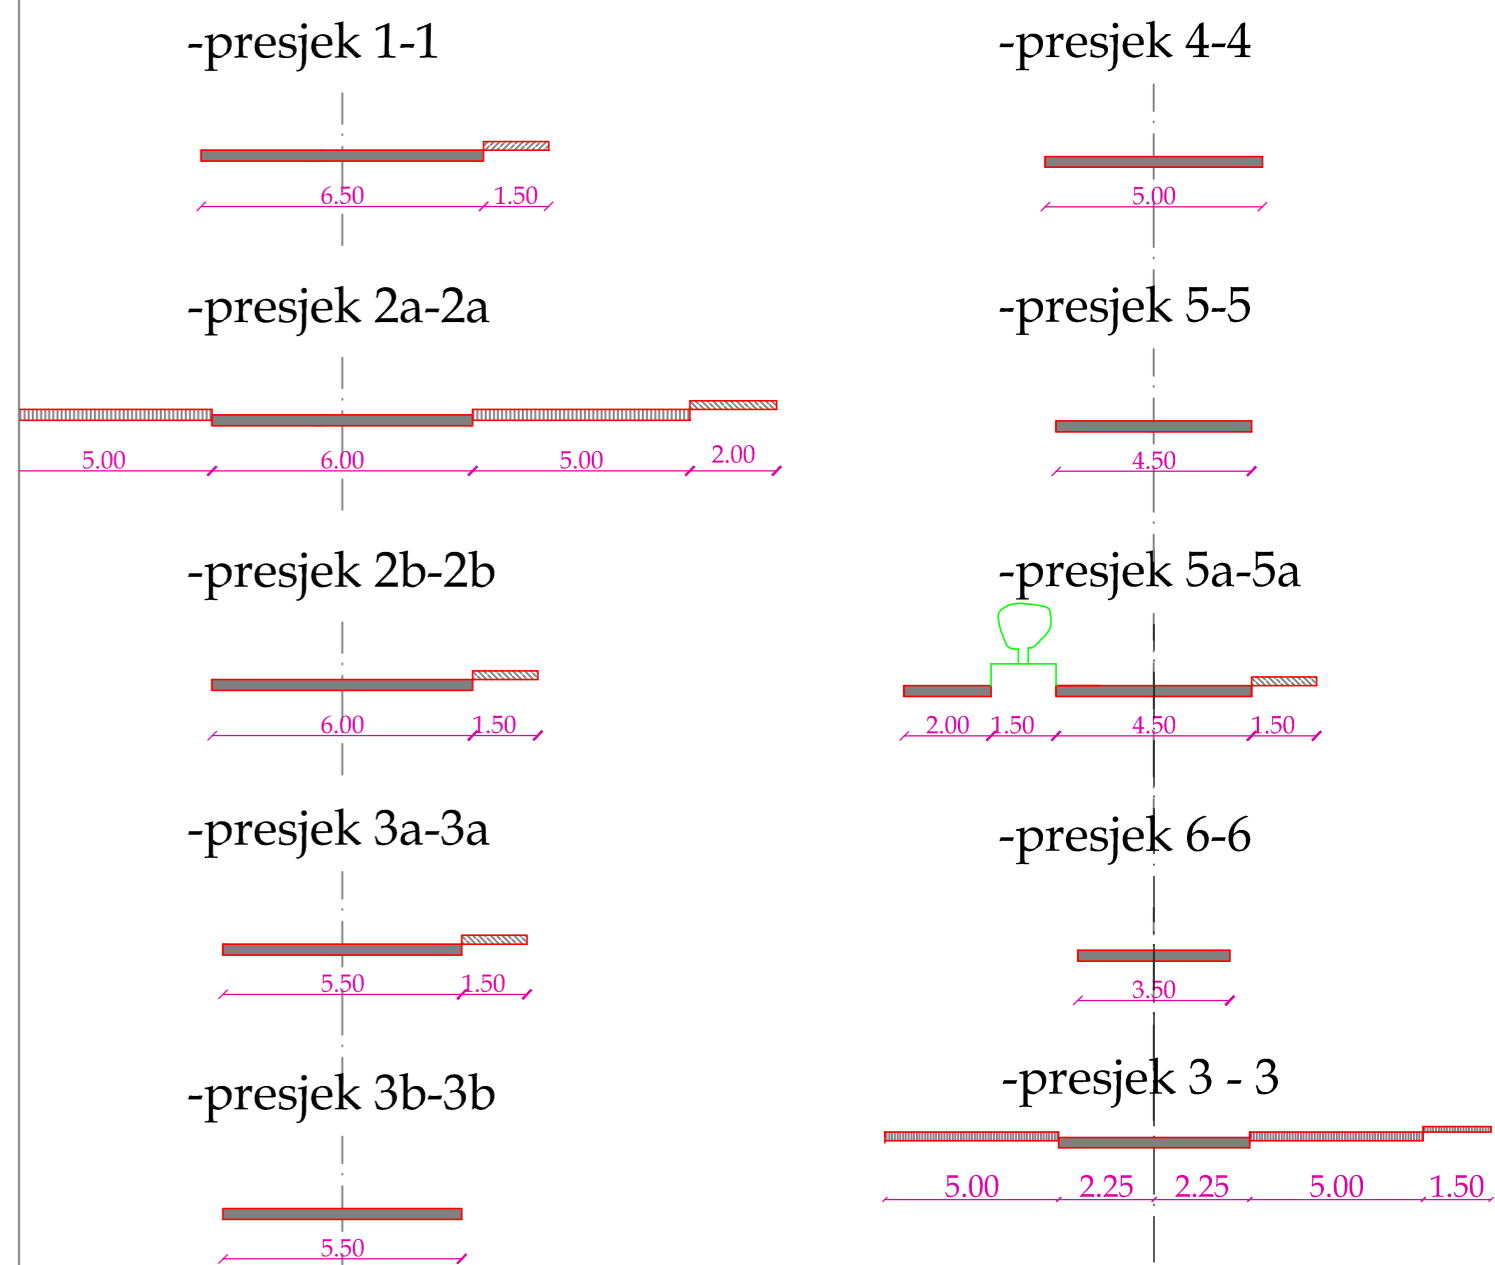 -presjek 1-1
6.50 1.50
-presjek 2a-2a
5.00 6.00 5.00 2.00
-presjek 2b-2b
6.00 1.50
-presjek 3a-3a
5.50 1.50
-presjek 3b-3b
5.50
-presjek 4-4
5.00
-presjek 5-5
4.50
-presjek 5a-5a
2.00 1.50 4.50 1.50
-presjek 6-6
3.50
-presjek 3 - 3
5.00 2.25 2.25 5.00 1.50